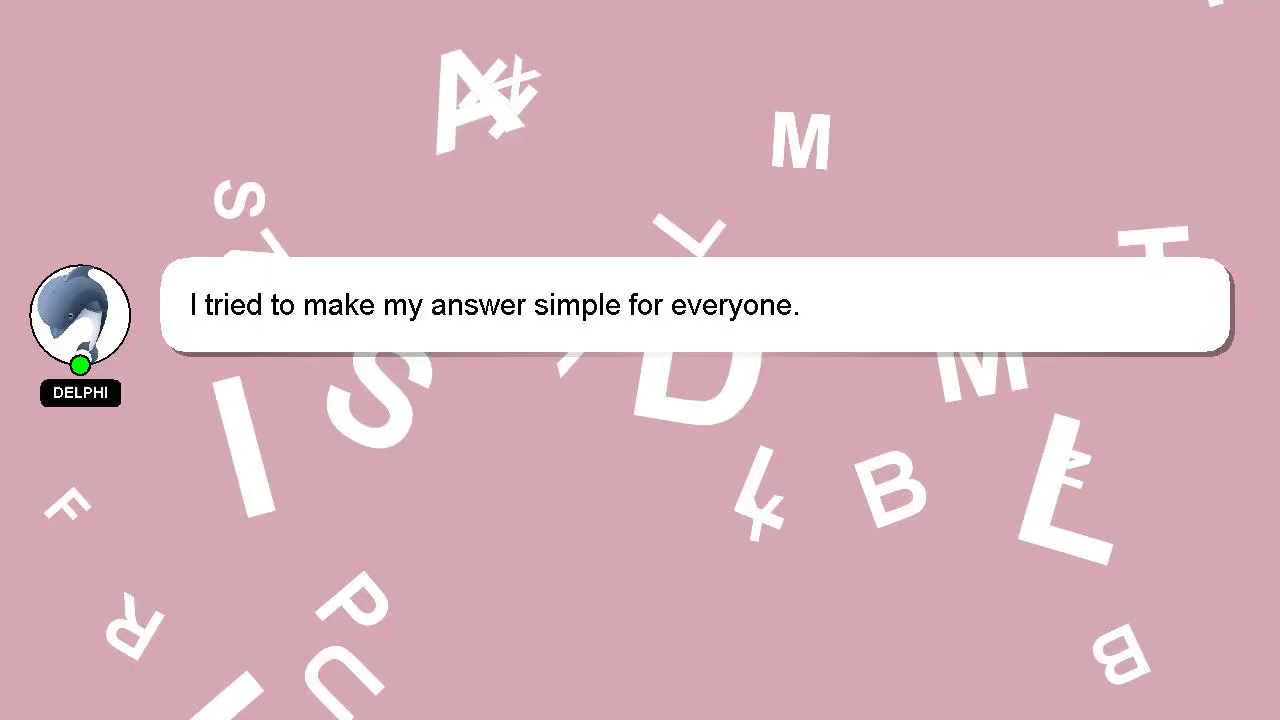 A
M
S
L
I tried to make my answer simple for everyone.
DELPHI
D
M
I
S
L
B
L
Y
F
P
R
U
B